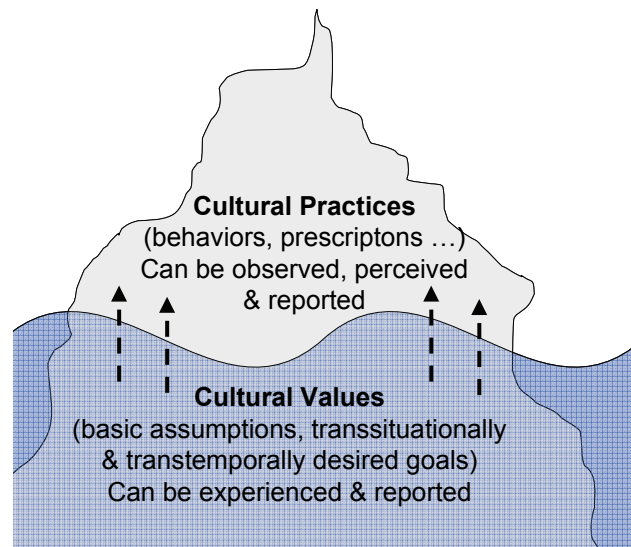 Cultural Practices
(behaviors, prescriptons …)
Can be observed, perceived
& reported
Cultural Values
(basic assumptions, transsituationally
& transtemporally desired goals)
Can be experienced & reported